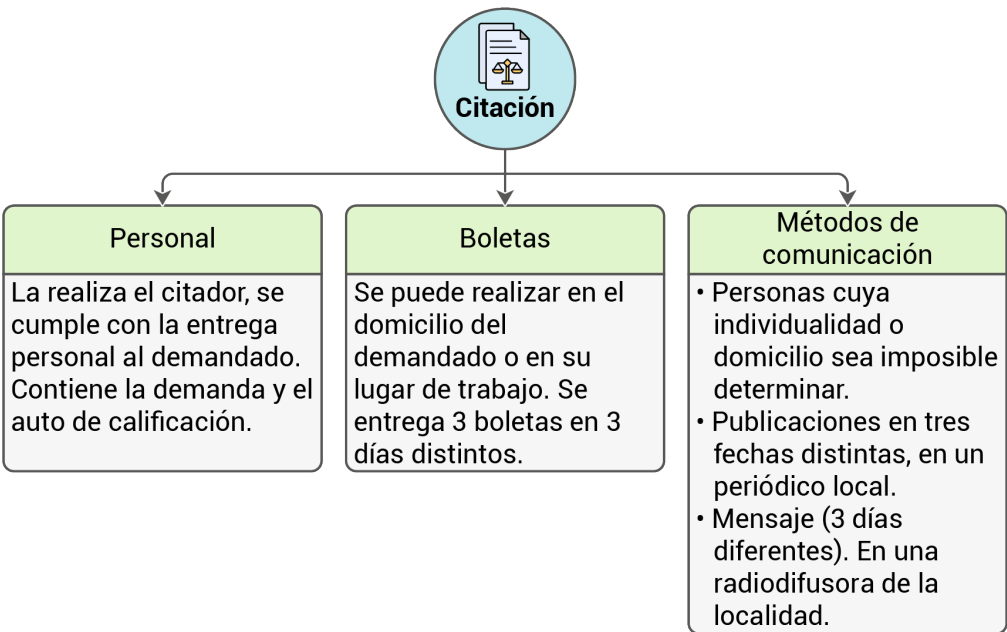 Citación
Personal
La realiza el citador, se
cumple con la entrega
personal al demandado.
Contiene la demanda y el
auto de calificación.
Boletas
Se puede realizar en el
domicilio del
demandado o en su
lugar de trabajo. Se
entrega 3 boletas en 3
días distintos.
Métodos de
comunicación
• Personas cuya
individualidad o
domicilio sea imposible
determinar.
• Publicaciones en tres
fechas distintas, en un
periódico local.
• Mensaje (3 días
diferentes). En una
radiodifusora de la
localidad.